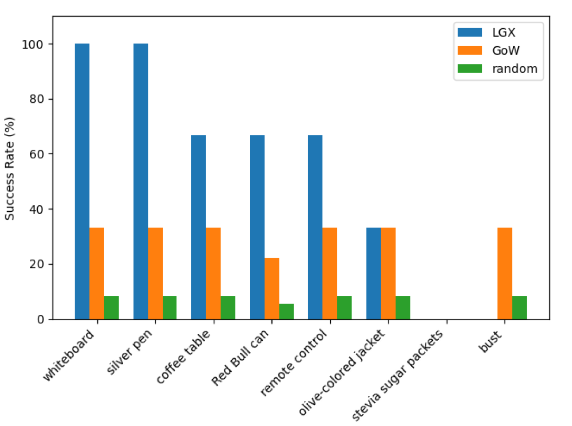 LGX
GoW
random
Success Rate (%)
100
80
60
40
20
0
whiteboard
silver pen
coffee table
Red Bull can
remote control
olive-colored jacket
stevia sugar packets
bust